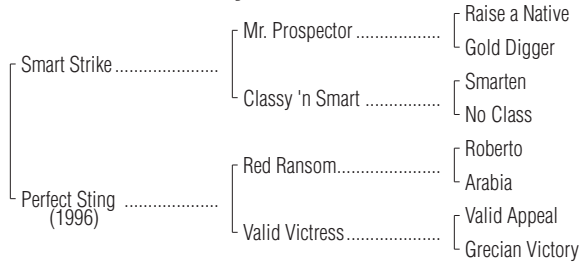 Raise a Native
Mr. Prospector ..................
Gold Digger
Smart Strike .....................
Smarten
Classy 'n Smart ................
No Class
Roberto
Red Ransom......................
Arabia
Perfect Sting ....................
(1996)
Valid Appeal
Valid Victress....................
Grecian Victory